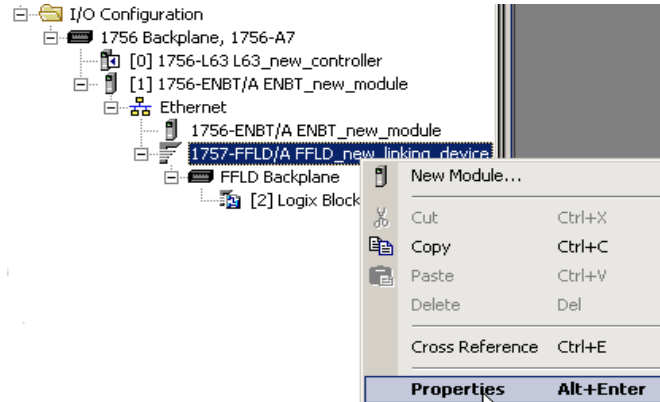 I/O Configuration
1756 Backplane, 1756-A7
[0] 1756-L63 L63_new_controller
[1] 1756-ENBT/A ENBT_new_module
Ethernet
1756-ENBT/A ENBT_new_module
1757-FFLD/A FFLD_new_linking_device
FFLD Backplane
[2] Logix Block
New Module...
Cut Ctrl+X
Copy Ctrl+C
Paste Ctrl+V
Delete Del
Cross Reference Ctrl+E
Properties Alt+Enter